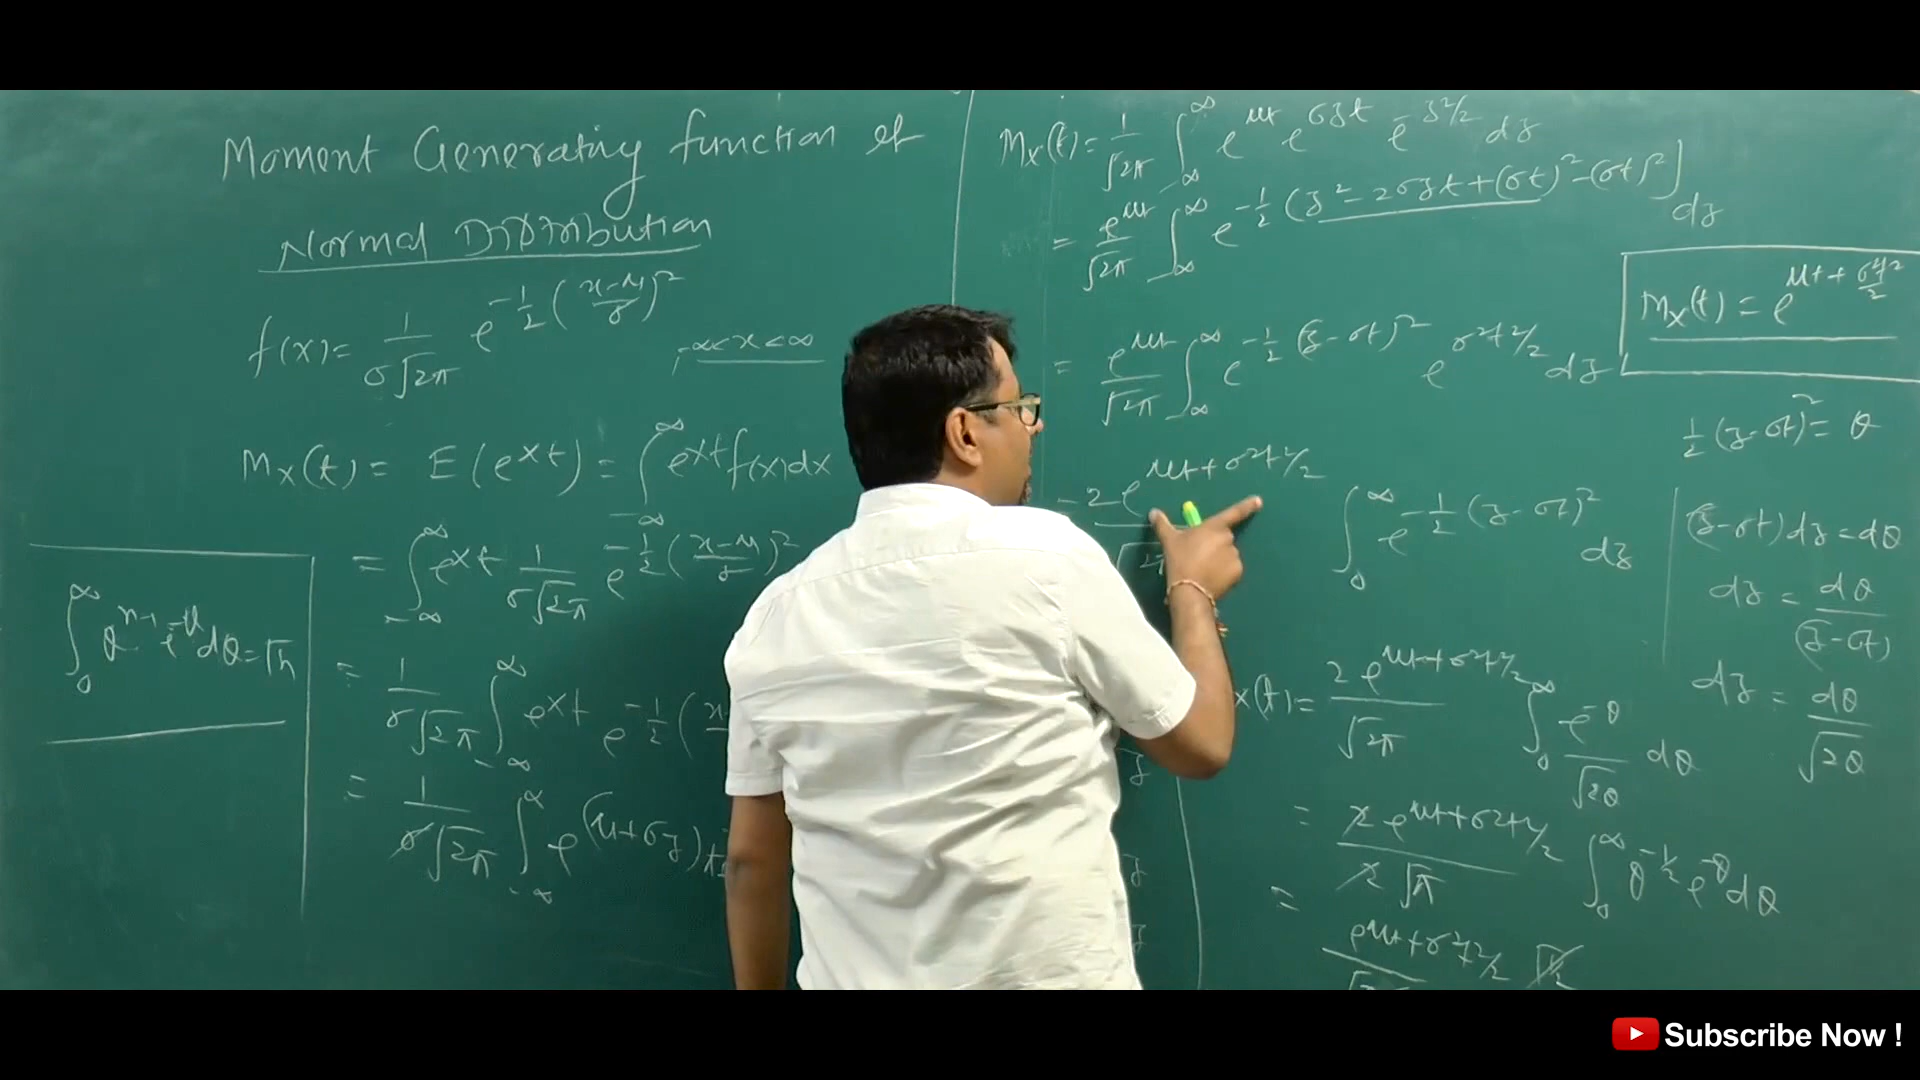 Moment Generating function of
Normal Distribution
f(x) = 1/(σ√2π) e^(-1/2 ((x-μ)/σ)^2)
, -∞<x<∞
Mx(t) = E(e^xt) = ∫_-∞^∞ e^xt f(x)dx
= ∫_-∞^∞ e^xt 1/(σ√2π) e^(-1/2 ((x-μ)/σ)^2)
= 1/(σ√2π) ∫_-∞^∞ e^xt e^(-1/2 (
= 1/(σ√2π) ∫_-∞^∞ e^(μ+σz)t
∫_0^∞ θ^(n-1) e^-θ dθ = √n
Mx(t) = 1/√2π ∫_-∞^∞ e^μt e^σzt e^-z²/2 dz
= e^μt/√2π ∫_-∞^∞ e^-1/2 (z² - 2σzt + (σt)² - (σt)²] dz
= e^μt/√2π ∫_-∞^∞ e^-1/2 (z-σt)² e^σ²t²/2 dz
= 2e^μt+σ²t²/2 ∫_0^∞ e^-1/2 (z-σt)² dz
x(t) = 2e^μt+σ²t²/2 / √2π ∫_0^∞ e^-θ/√2θ dθ
= 2 e^μt+σ²t²/2 / 2√π ∫_0^∞ θ^-1/2 e^-θ dθ
= e^μt+σ²t²/2
Mx(t) = e^μt + σ²t²/2
1/2 (z-σt)² = θ
(z-σt)dz = dθ
dz = dθ/(z-σt)
dz = dθ/√2θ
Subscribe Now !